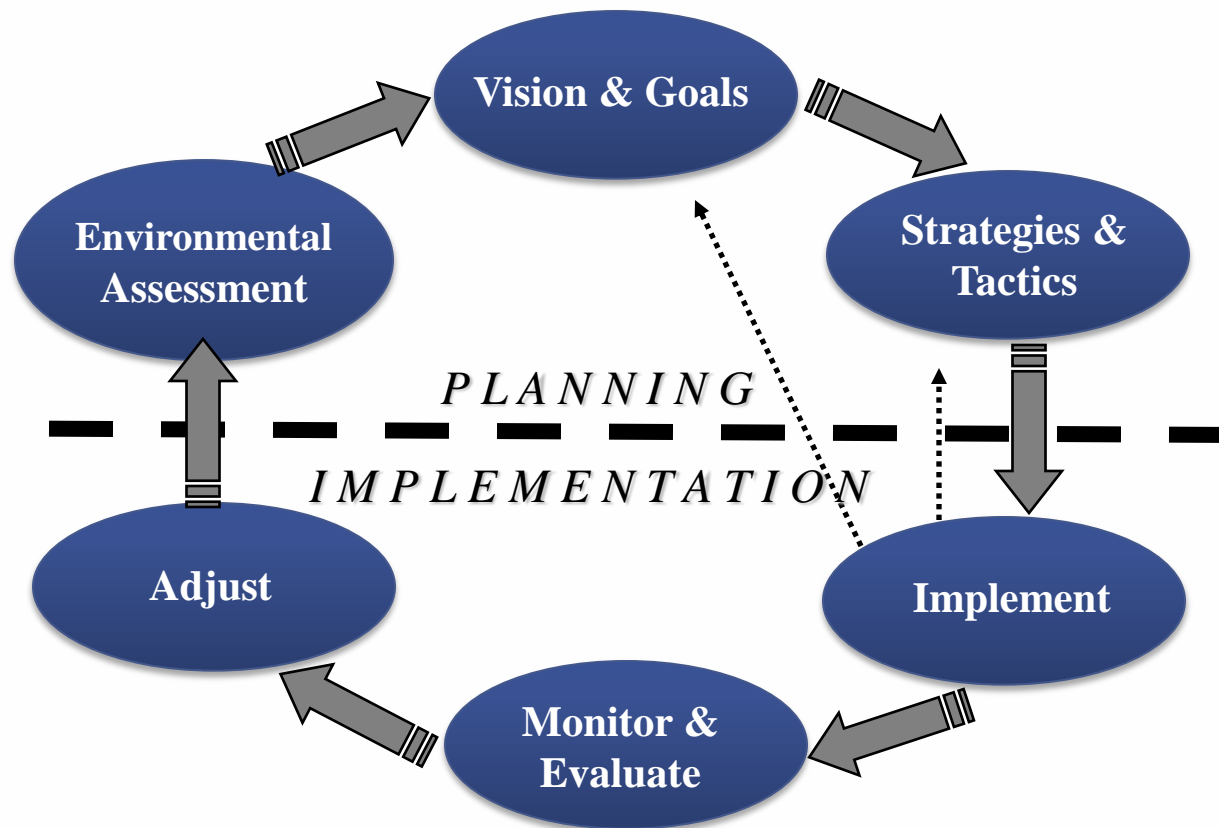 Vision & Goals
Environmental
Assessment
Strategies &
Tactics
PLANNING
IMPLEMENTATION
Adjust
Implement
Monitor &
Evaluate